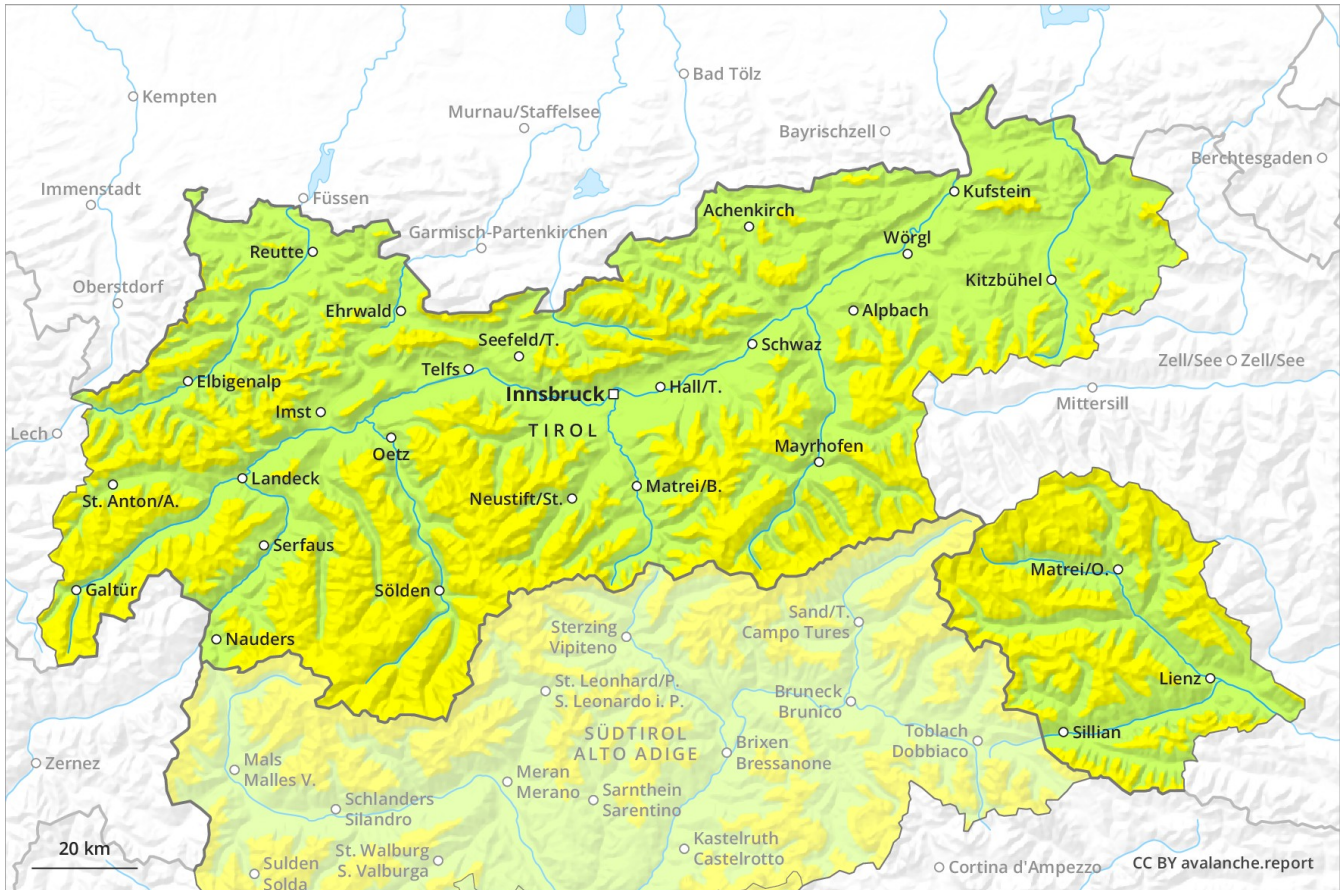 Kempten
Bad Tölz
Murnau/Staffelsee
Bayrischzell
Berchtesgaden
Immenstadt
Füssen
Kufstein
Achenkirch
Garmisch-Partenkirchen
Reutte
Wörgl
Oberstdorf
Kitzbühel
Ehrwald
Alpbach
Seefeld/T.
Schwaz
Zell/See
Zell/See
Telfs
Elbigenalp
Innsbruck
Hall/T.
Mittersill
Imst
TIROL
Lech
Oetz
Mayrhofen
Landeck
St. Anton/A.
Neustift/St.
Matrei/B.
Serfaus
Matrei/O.
Galtür
Sölden
Sand/T.
Campo Tures
Sterzing
Vipiteno
Nauders
Lienz
St. Leonhard/P.
S. Leonardo i. P.
Bruneck
Brunico
SÜDTIROL
ALTO ADIGE
Toblach
Dobbiaco
Sillian
Brixen
Bressanone
Zernez
Mals
Malles V.
Meran
Merano
Sarnthein
Sarentino
Schlanders
Silandro
Kastelruth
Castelrotto
St. Walburg
S. Valburga
20 km
Sulden
Solda
Cortina d'Ampezzo
CC BY avalanche.report